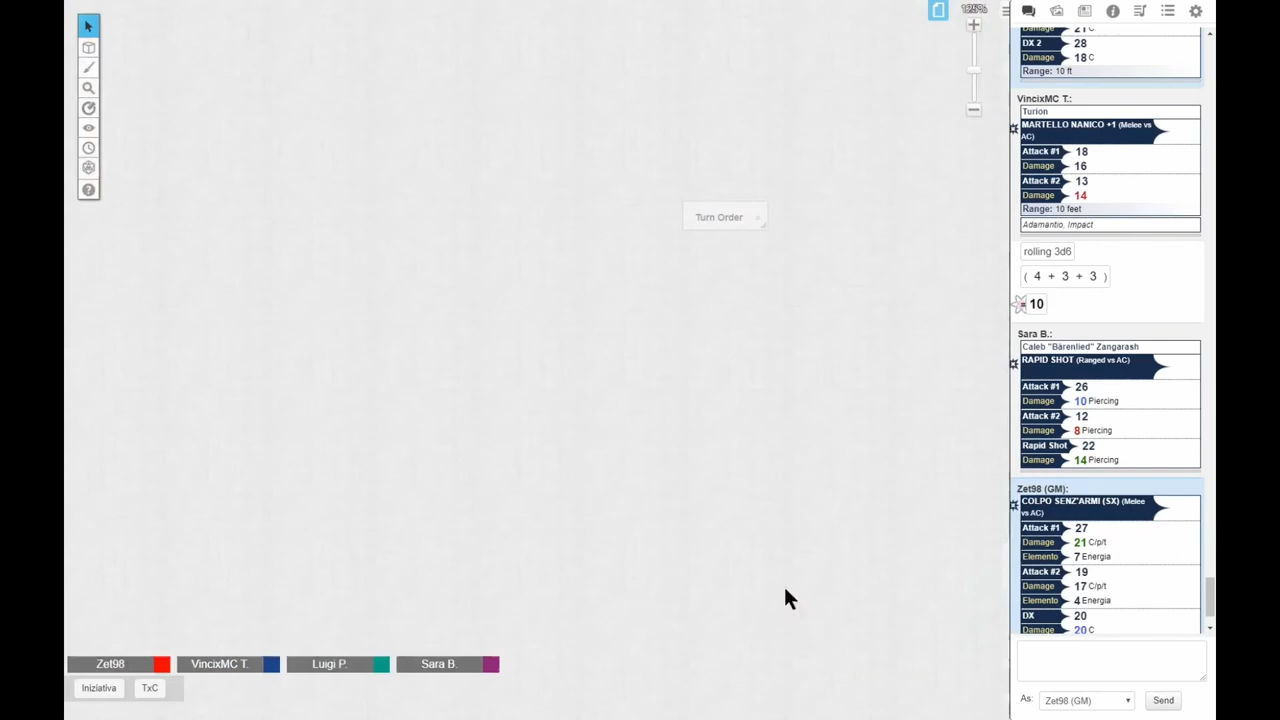 125%
Damage 21 C
DX 2 28
Damage 18 C
Range: 10 ft
VincixMC T.:
Turion
MARTELLO NANICO +1 (Melee vs
AC)
Attack #1 18
Damage 16
Attack #2 13
Damage 14
Range: 10 feet
Adamantio, Impact
Turn Order
rolling 3d6
( 4 + 3 + 3 )
= 10
Sara B.:
Caleb "Bärenlied" Zangarash
RAPID SHOT (Ranged vs AC)
Attack #1 26
Damage 10 Piercing
Attack #2 12
Damage 8 Piercing
Rapid Shot 22
Damage 14 Piercing
Zet98 (GM):
COLPO SENZ'ARMI (SX) (Melee
vs AC)
Attack #1 27
Damage 21 C/p/t
Elemento 7 Energia
Attack #2 19
Damage 17 C/p/t
Elemento 4 Energia
DX 20
Damage 20 C
Zet98 VincixMC T. Luigi P. Sara B.
Iniziativa TxC
As: Zet98 (GM) Send